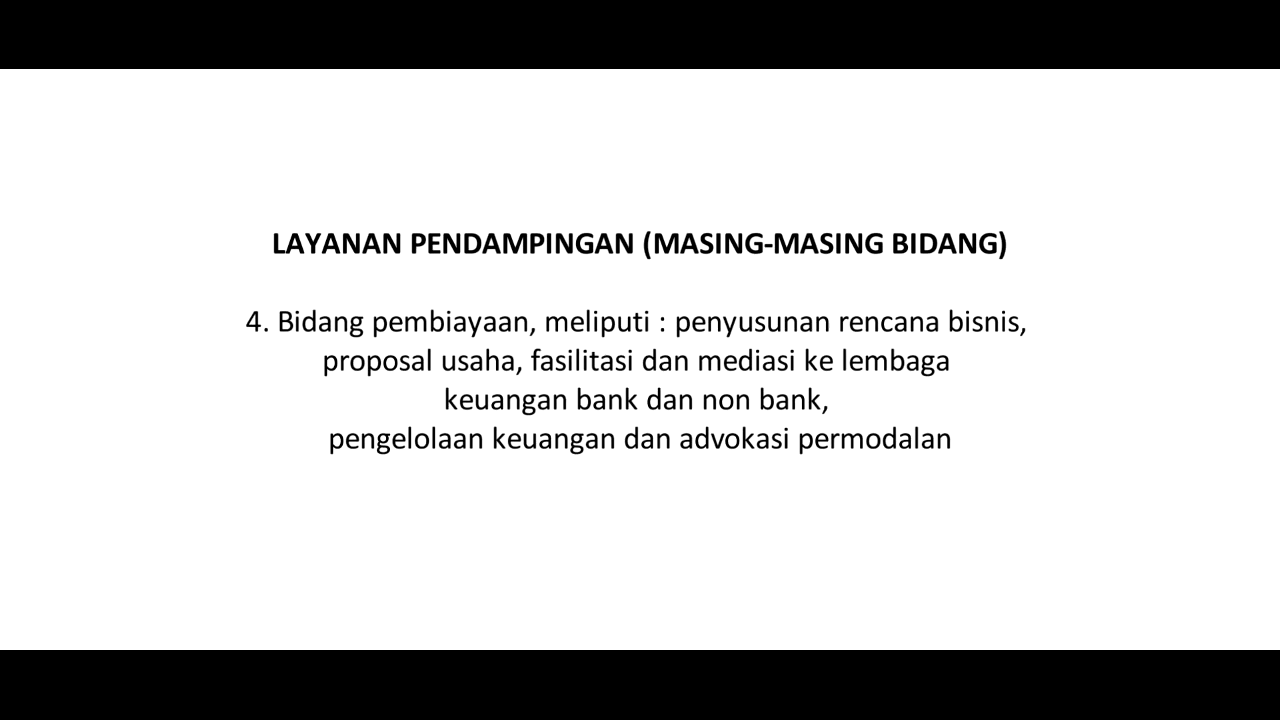 LAYANAN PENDAMPINGAN (MASING-MASING BIDANG)
4. Bidang pembiayaan, meliputi : penyusunan rencana bisnis,
proposal usaha, fasilitasi dan mediasi ke lembaga
keuangan bank dan non bank,
pengelolaan keuangan dan advokasi permodalan